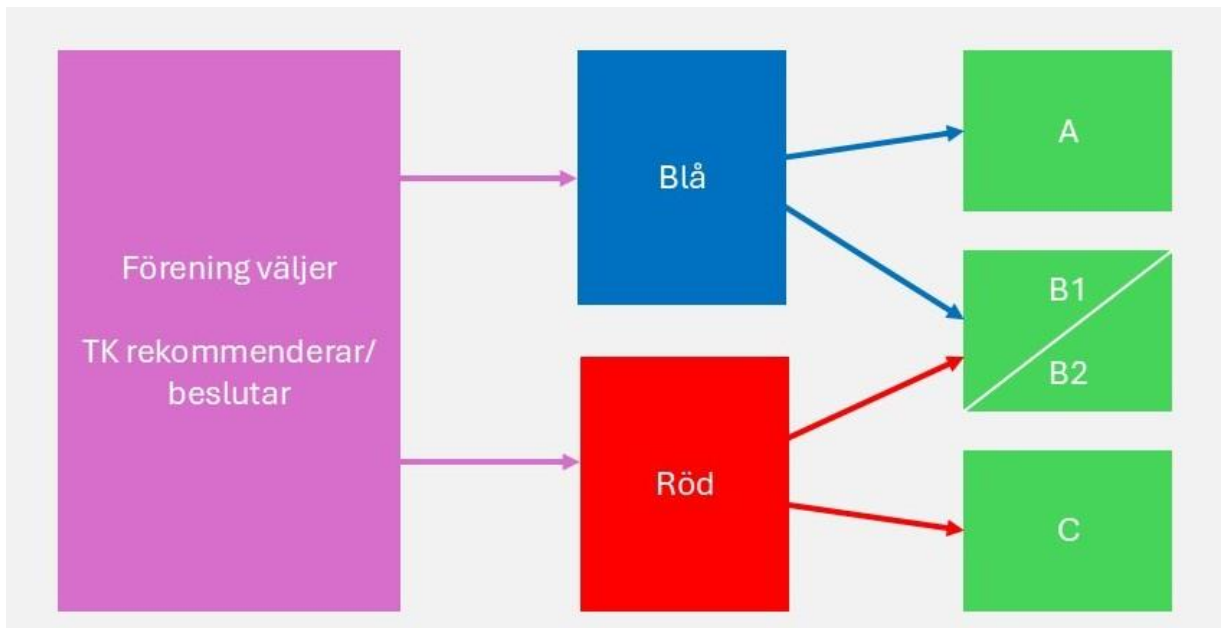 Förening väljer
TK rekommenderar/
beslutar
Blå
Röd
A
B1
B2
C